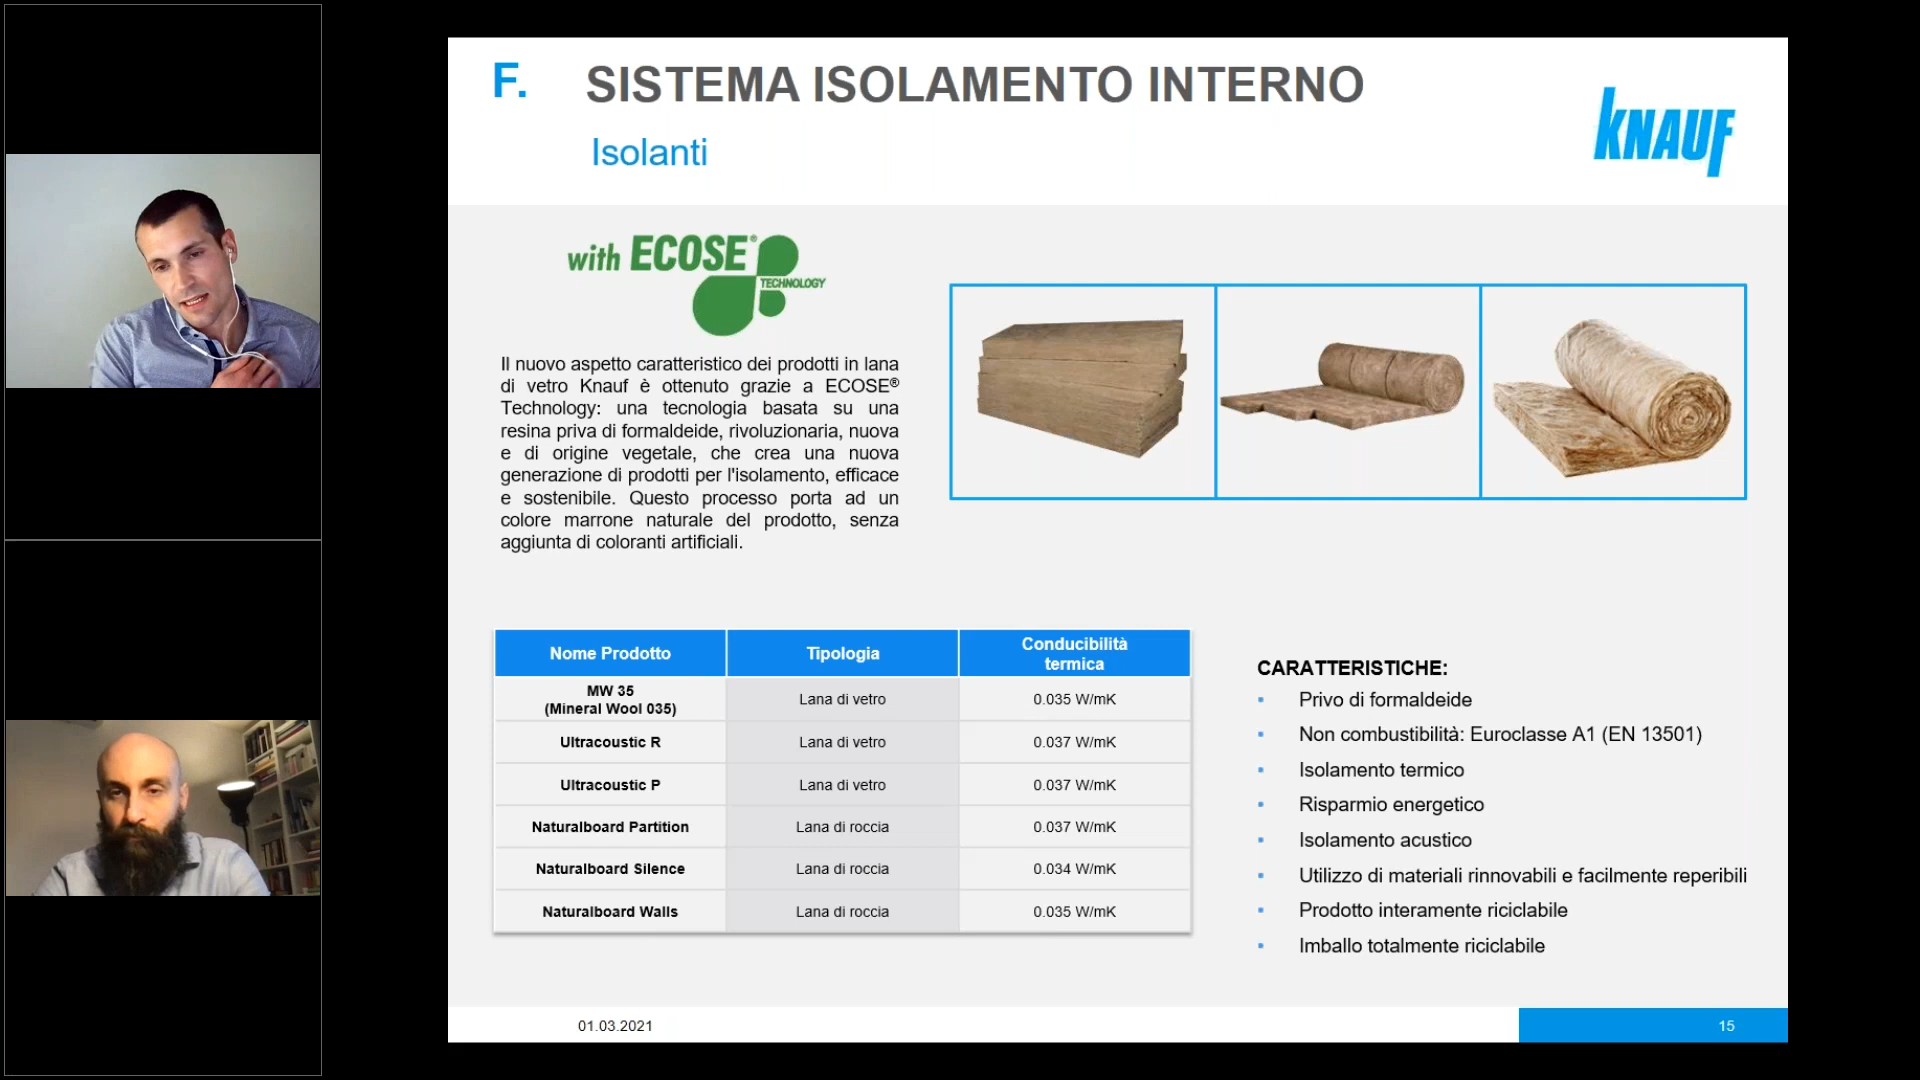 F. SISTEMA ISOLAMENTO INTERNO
Isolanti
KNAUF
with ECOSE®
TECHNOLOGY
Il nuovo aspetto caratteristico dei prodotti in lana
di vetro Knauf è ottenuto grazie a ECOSE®
Technology: una tecnologia basata su una
resina priva di formaldeide, rivoluzionaria, nuova
e di origine vegetale, che crea una nuova
generazione di prodotti per l'isolamento, efficace
e sostenibile. Questo processo porta ad un
colore marrone naturale del prodotto, senza
aggiunta di coloranti artificiali.
Nome Prodotto Tipologia Conducibilità
termica
MW 35
(Mineral Wool 035) Lana di vetro 0.035 W/mK
Ultracoustic R Lana di vetro 0.037 W/mK
Ultracoustic P Lana di vetro 0.037 W/mK
Naturalboard Partition Lana di roccia 0.037 W/mK
Naturalboard Silence Lana di roccia 0.034 W/mK
Naturalboard Walls Lana di roccia 0.035 W/mK
CARATTERISTICHE:
Privo di formaldeide
Non combustibilità: Euroclasse A1 (EN 13501)
Isolamento termico
Risparmio energetico
Isolamento acustico
Utilizzo di materiali rinnovabili e facilmente reperibili
Prodotto interamente riciclabile
Imballo totalmente riciclabile
01.03.2021
15